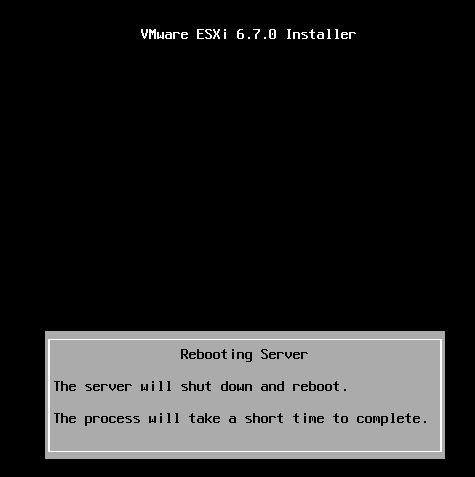 VMware ESXi 6.7.0 Installer
Rebooting Server
The server will shut down and reboot.
The process will take a short time to complete.